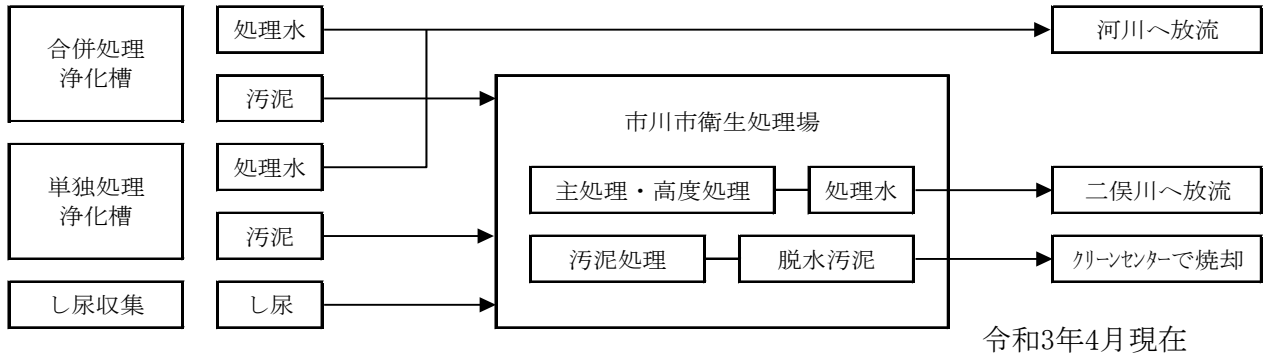 合併処理
浄化槽
処理水
河川へ放流
汚泥
市川市衛生処理場
単独処理
浄化槽
処理水
主処理・高度処理
処理水
二俣川へ放流
汚泥
汚泥処理
脱水汚泥
ｸﾘｰﾝｾﾝﾀｰで焼却
し尿収集
し尿
令和3年4月現在